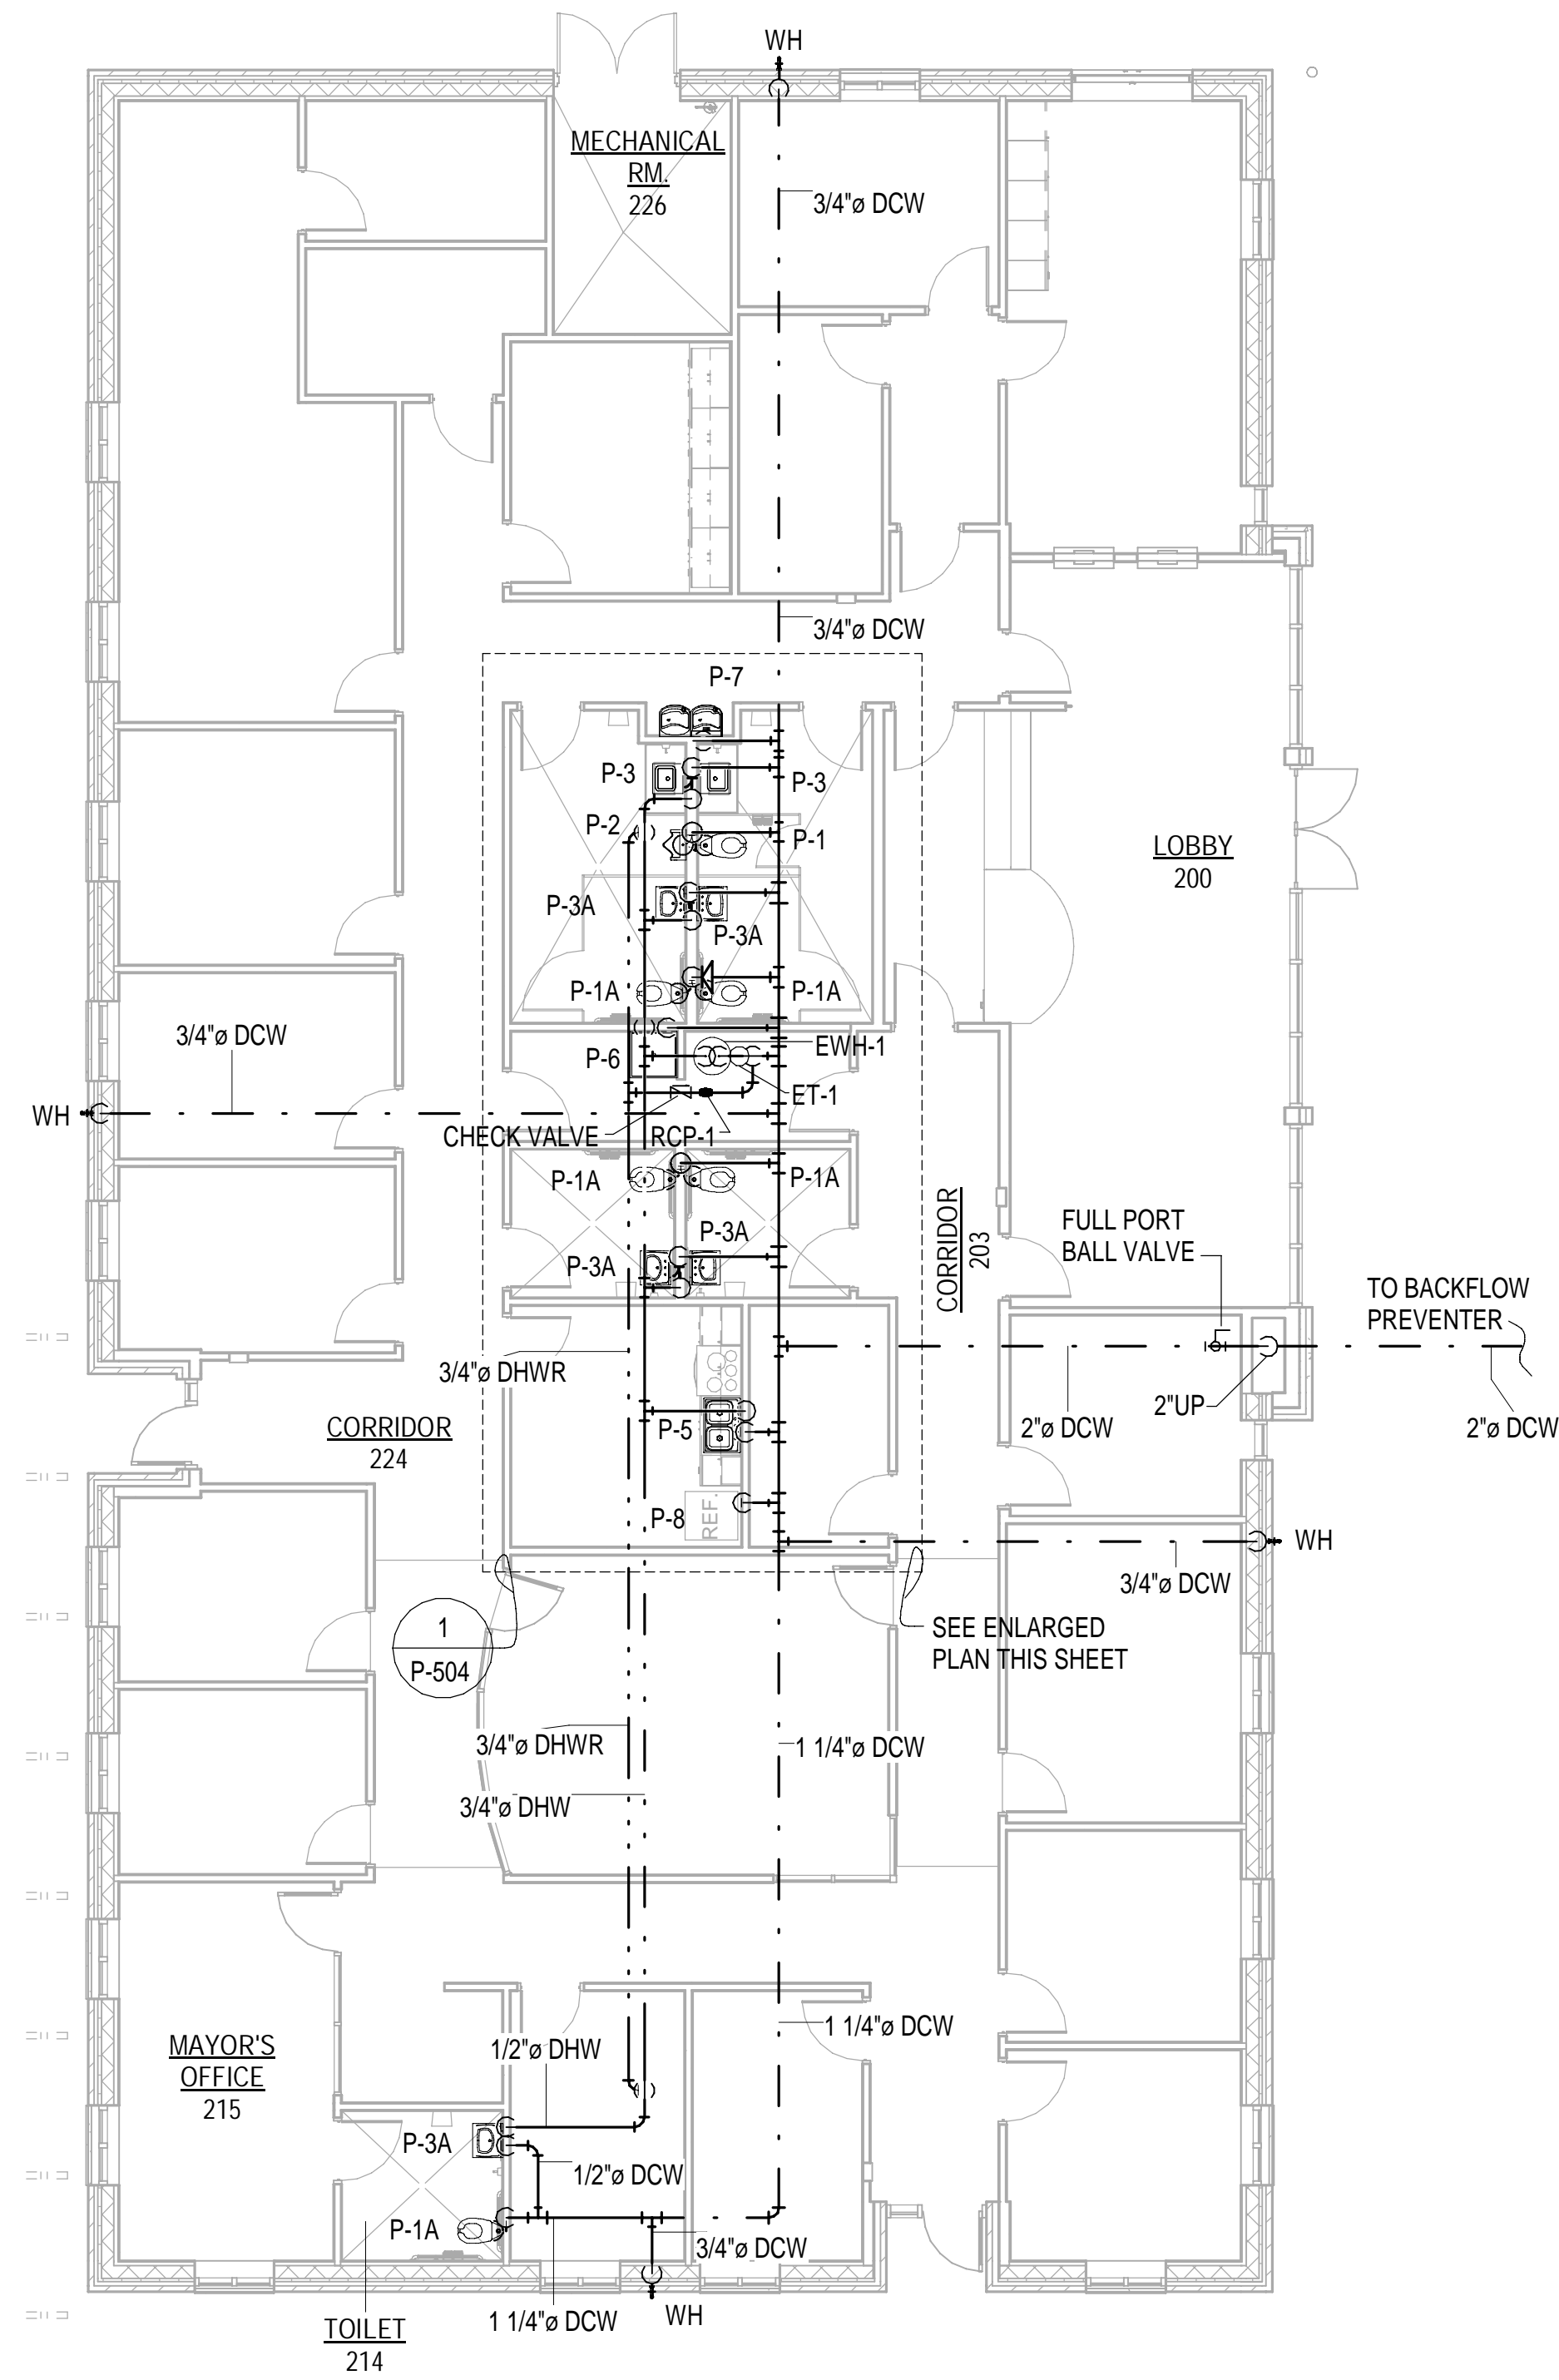 WH
MECHANICAL
RM.
226
3/4"ø DCW
3/4"ø DCW
P-7
P-3
P-3
P-2
P-1
LOBBY
200
P-3A
P-3A
P-1A
P-1A
3/4"ø DCW
P-6
EWH-1
ET-1
WH
CHECK VALVE
RCP-1
P-1A
P-1A
CORRIDOR
203
FULL PORT
BALL VALVE
P-3A
P-3A
TO BACKFLOW
PREVENTER
3/4"ø DHWR
2"UP
2"ø DCW
2"ø DCW
CORRIDOR
224
P-5
P-8
REF.
WH
3/4"ø DCW
1
P-504
SEE ENLARGED
PLAN THIS SHEET
3/4"ø DHWR
1 1/4"ø DCW
3/4"ø DHW
1 1/4"ø DCW
MAYOR'S
OFFICE
215
1/2"ø DHW
P-3A
1/2"ø DCW
P-1A
3/4"ø DCW
TOILET
214
1 1/4"ø DCW
WH